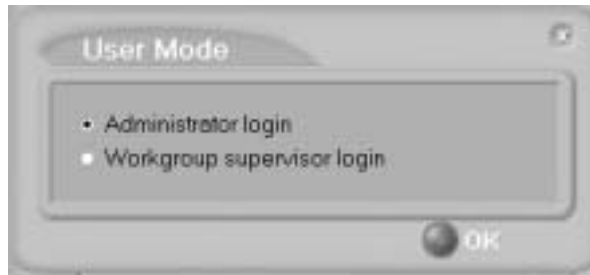 User Mode
Administrator login
Workgroup supervisor login
OK